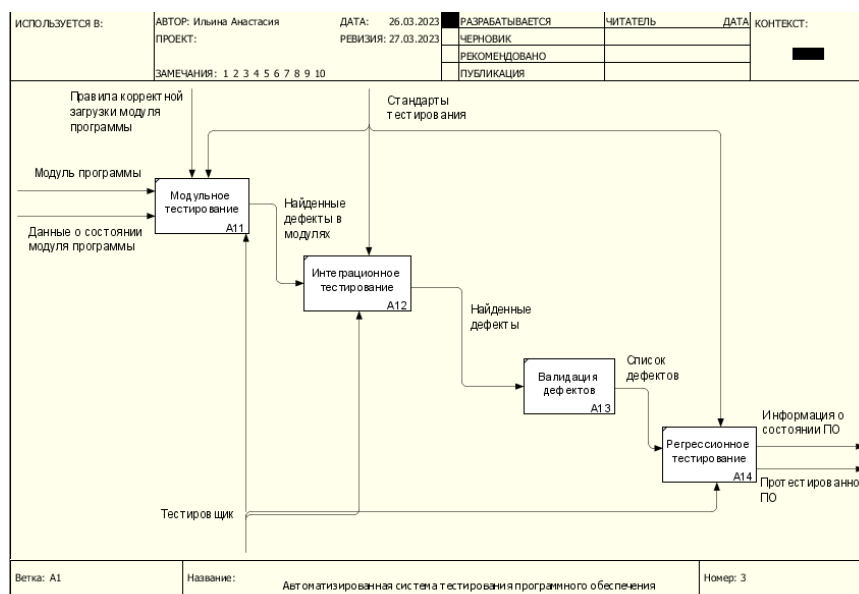 ИСПОЛЬЗУЕТСЯ В:
АВТОР: Ильина Анастасия
ДАТА: 26.03.2023
РАЗРАБАТЫВАЕТСЯ
ЧИТАТЕЛЬ
ДАТА
КОНТЕКСТ:
ПРОЕКТ:
РЕВИЗИЯ: 27.03.2023
ЧЕРНОВИК
РЕКОМЕНДОВАНО
ЗАМЕЧАНИЯ: 1 2 3 4 5 6 7 8 9 10
ПУБЛИКАЦИЯ
Правила корректной
загрузки модуля
программы
Стандарты
тестирования
Модуль программы
Данные о состоянии
модуля программы
Модульное
тестирование
A11
Найденные
дефекты в
модулях
Интеграционное
тестирование
A12
Найденные
дефекты
Валидация
дефектов
A13
Список
дефектов
Регрессионное
тестирование
A14
Информация о
состоянии ПО
Протестированно
ПО
Тестировщик
Ветка: A1
Название:
Автоматизированная система тестирования программного обеспечения
Номер: 3